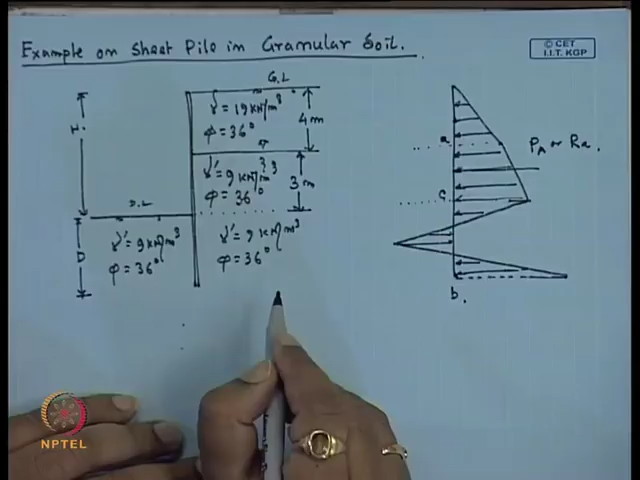 Example on Sheet Pile in Granular Soil.
© CET
I.I.T. KGP
G.L
H
γ = 19 kN/m³
φ = 36°
4m
γ' = 9 kN/m³
φ = 36°
3m
D.L
D
γ' = 9 kN/m³
φ = 36°
γ' = 9 kN/m³
φ = 36°
a
c
b.
PA or Ra.
NPTEL